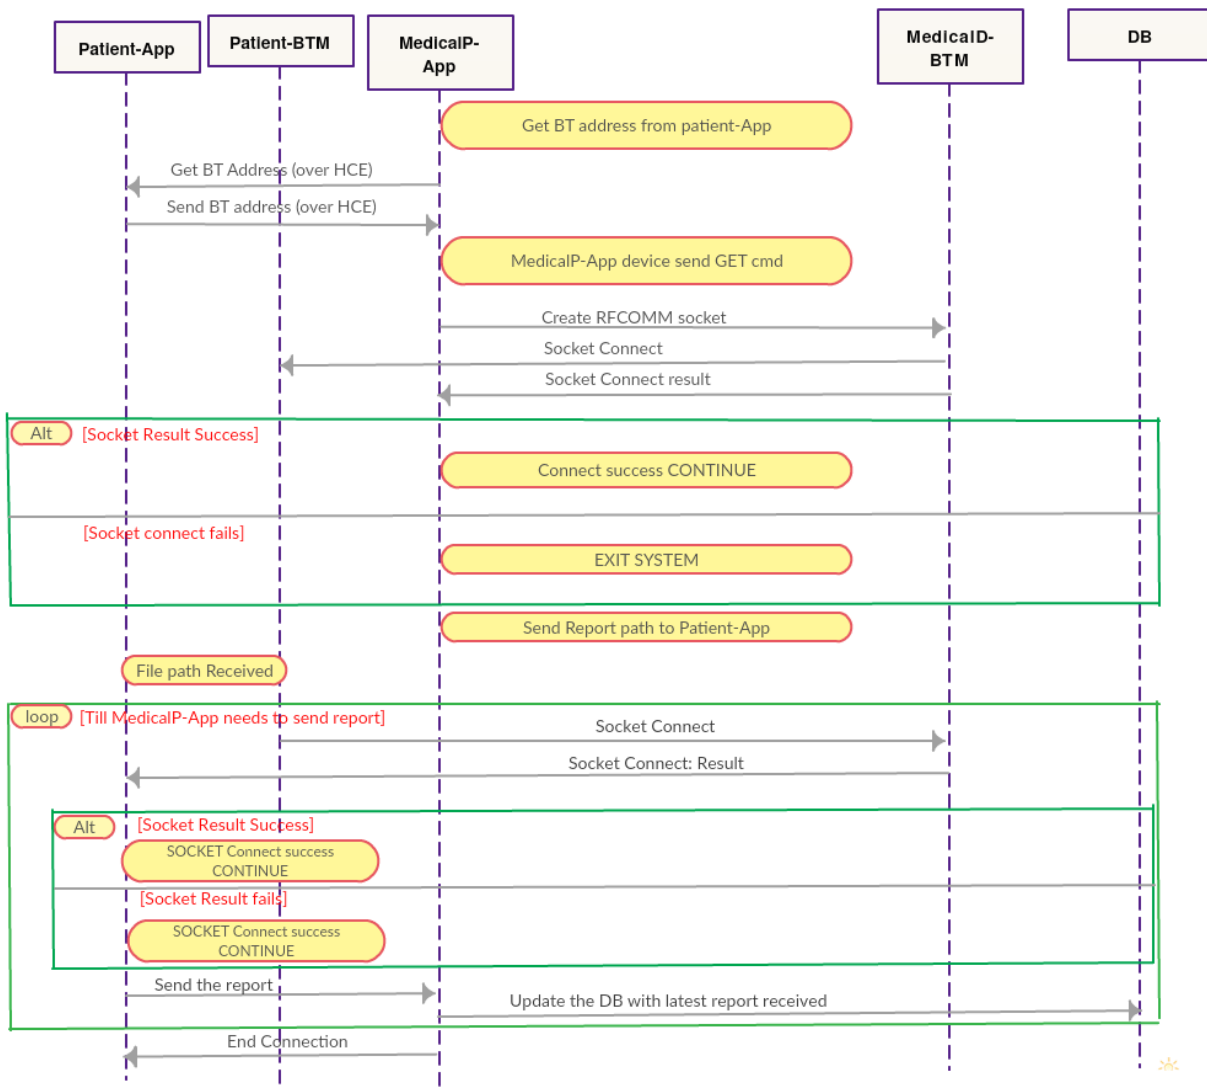 Patient-App
Patient-BTM
MedicalP-
App
MedicalD-
BTM
DB
Get BT address from patient-App
Get BT Address (over HCE)
Send BT address (over HCE)
MedicalP-App device send GET cmd
Create RFCOMM socket
Socket Connect
Socket Connect result
Alt
[Socket Result Success]
Connect success CONTINUE
[Socket connect fails]
EXIT SYSTEM
Send Report path to Patient-App
File path Received
loop
[Till MedicalP-App needs to send report]
Socket Connect
Socket Connect: Result
Alt
[Socket Result Success]
SOCKET Connect success
CONTINUE
[Socket Result fails]
SOCKET Connect success
CONTINUE
Send the report
Update the DB with latest report received
End Connection